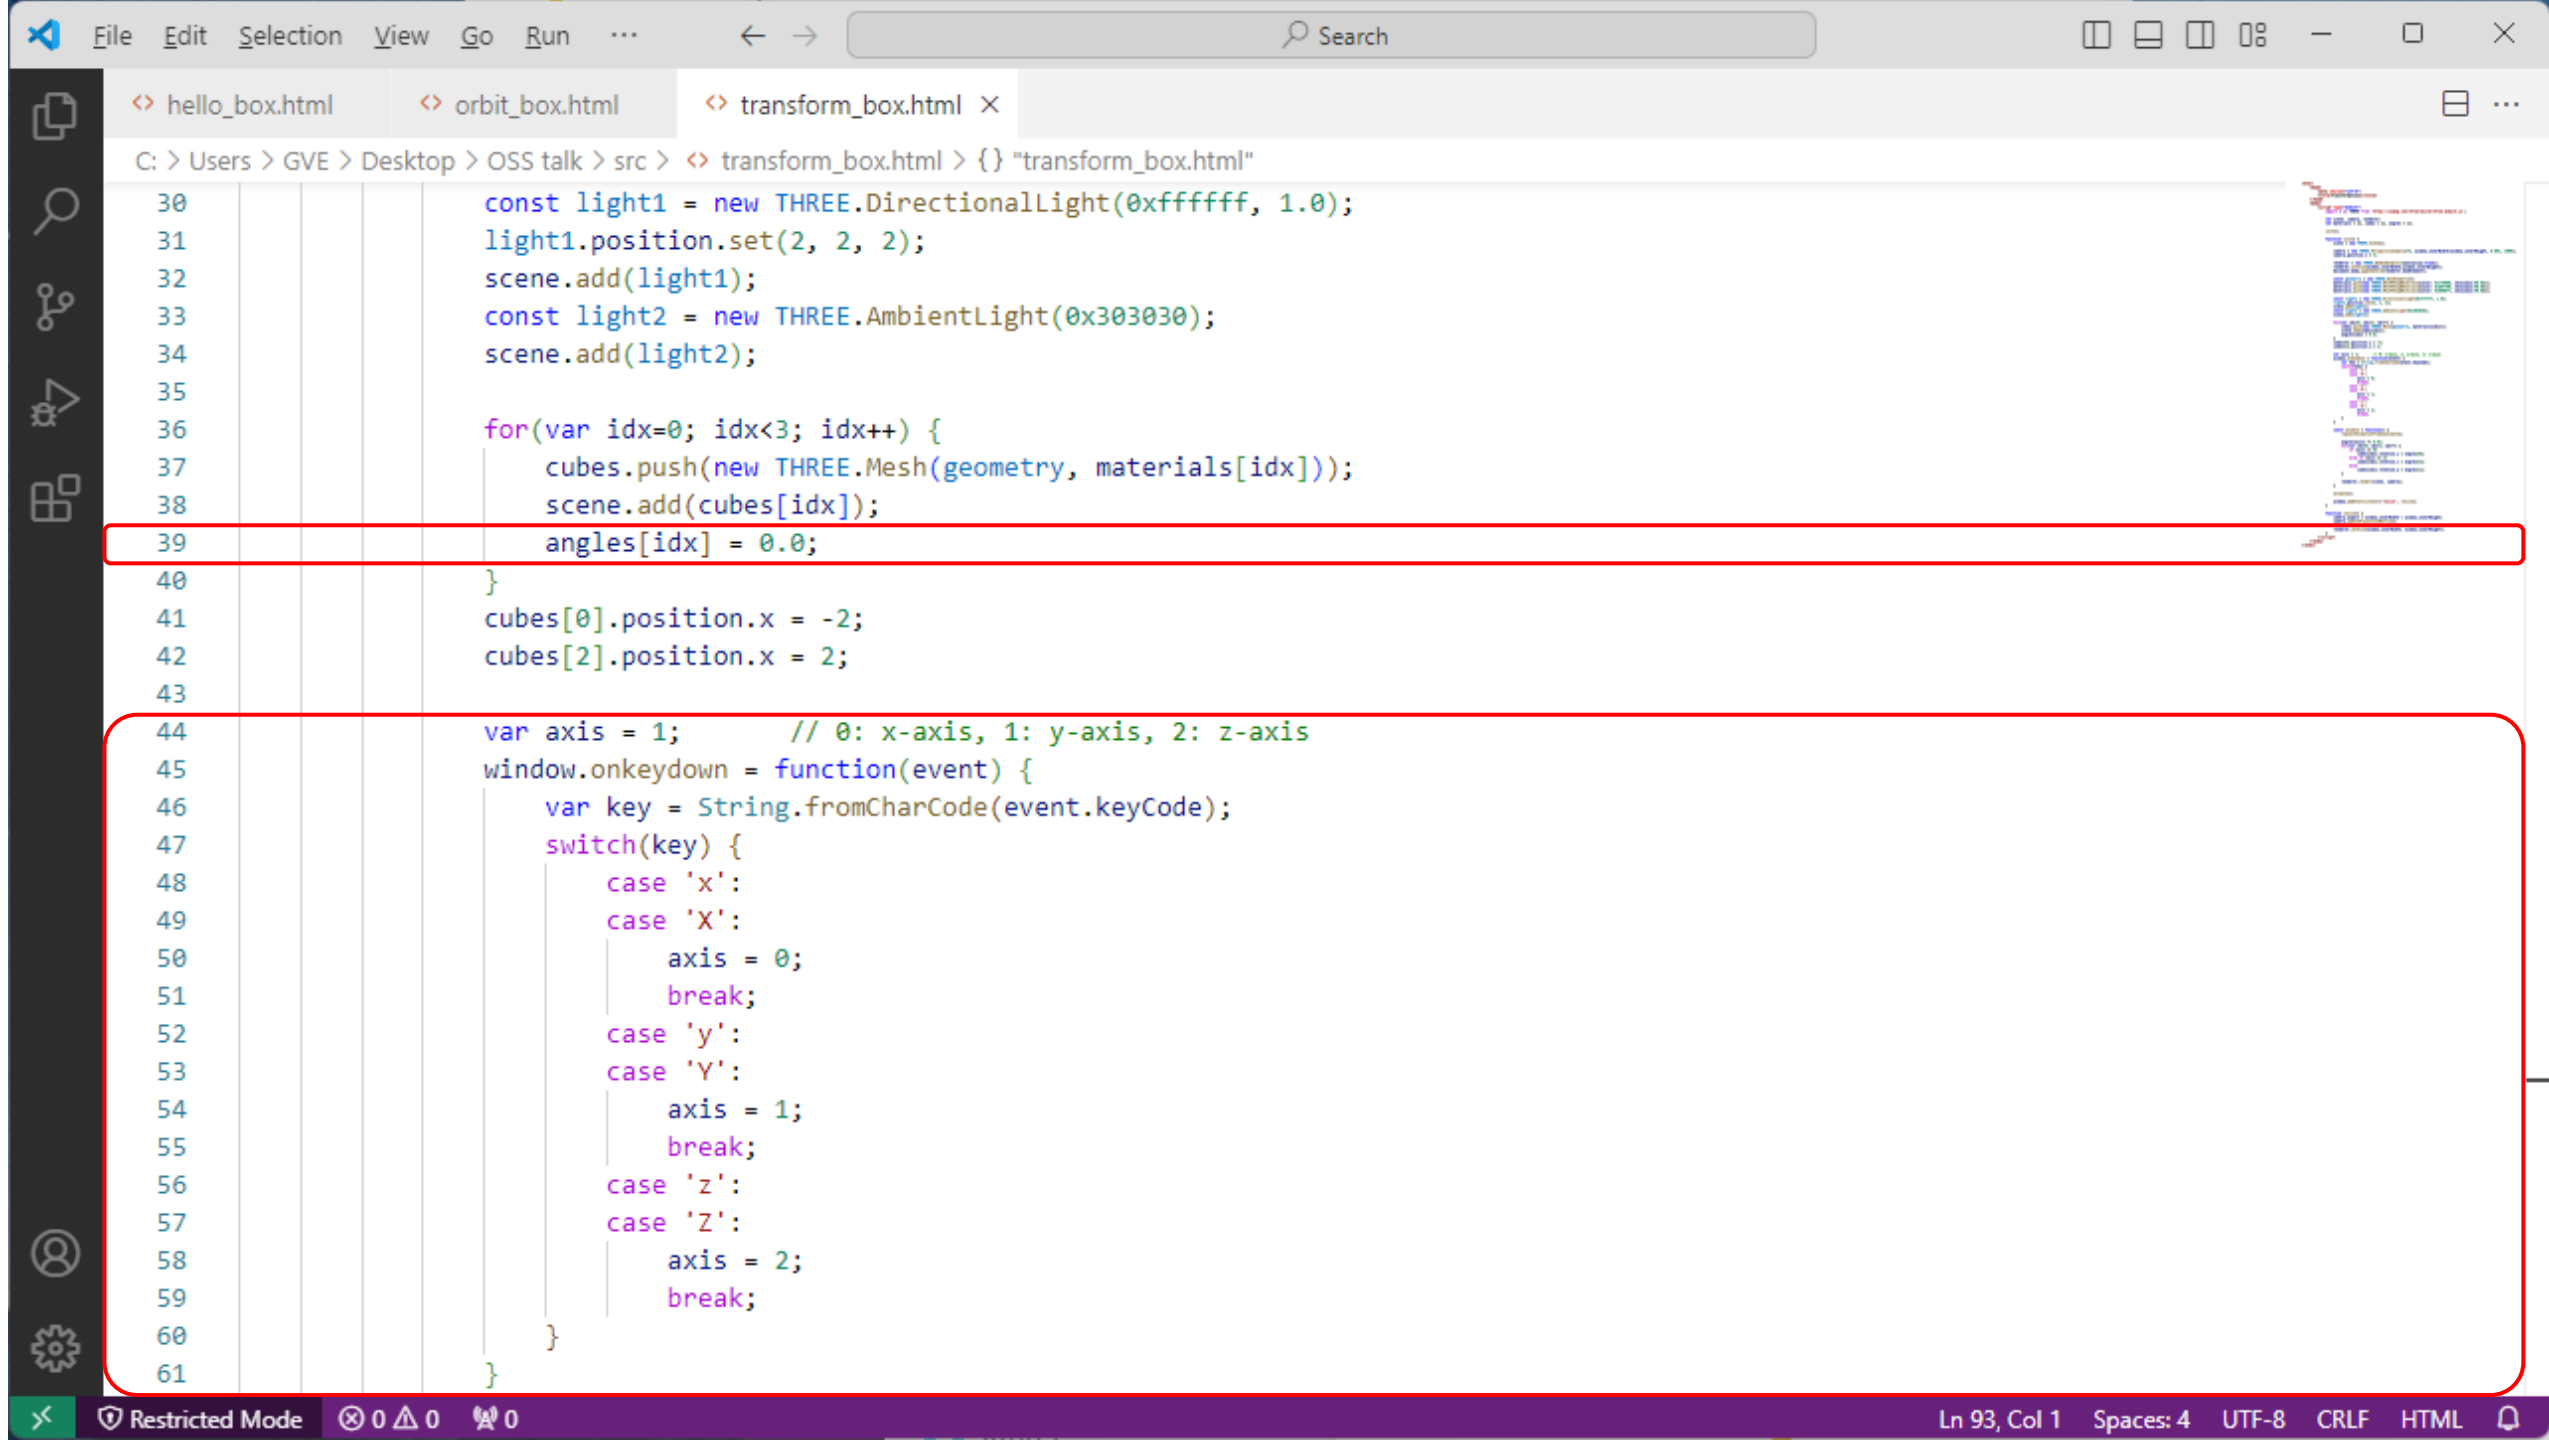 File Edit Selection View Go Run ··· Search
hello_box.html orbit_box.html transform_box.html
C: > Users > GVE > Desktop > OSS talk > src > <> transform_box.html > {} "transform_box.html"
30 const light1 = new THREE.DirectionalLight(0xffffff, 1.0);
31 light1.position.set(2, 2, 2);
32 scene.add(light1);
33 const light2 = new THREE.AmbientLight(0x303030);
34 scene.add(light2);
35
36 for(var idx=0; idx<3; idx++) {
37 cubes.push(new THREE.Mesh(geometry, materials[idx]));
38 scene.add(cubes[idx]);
39 angles[idx] = 0.0;
40 }
41 cubes[0].position.x = -2;
42 cubes[2].position.x = 2;
43
44 var axis = 1; // 0: x-axis, 1: y-axis, 2: z-axis
45 window.onkeydown = function(event) {
46 var key = String.fromCharCode(event.keyCode);
47 switch(key) {
48 case 'x':
49 case 'X':
50 axis = 0;
51 break;
52 case 'y':
53 case 'Y':
54 axis = 1;
55 break;
56 case 'z':
57 case 'Z':
58 axis = 2;
59 break;
60 }
61 }
Restricted Mode 0 0 0 Ln 93, Col 1 Spaces: 4 UTF-8 CRLF HTML